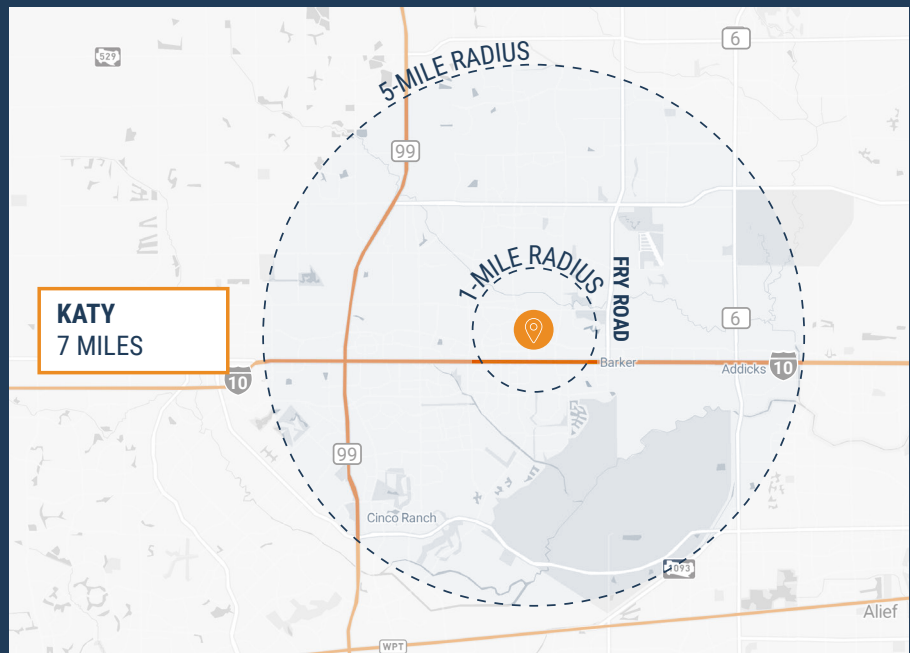 529
6
5-MILE RADIUS
99
1-MILE RADIUS
FRY ROAD
KATY
7 MILES
6
Barker
Addicks
10
10
99
Cinco Ranch
1093
Alief
WPT